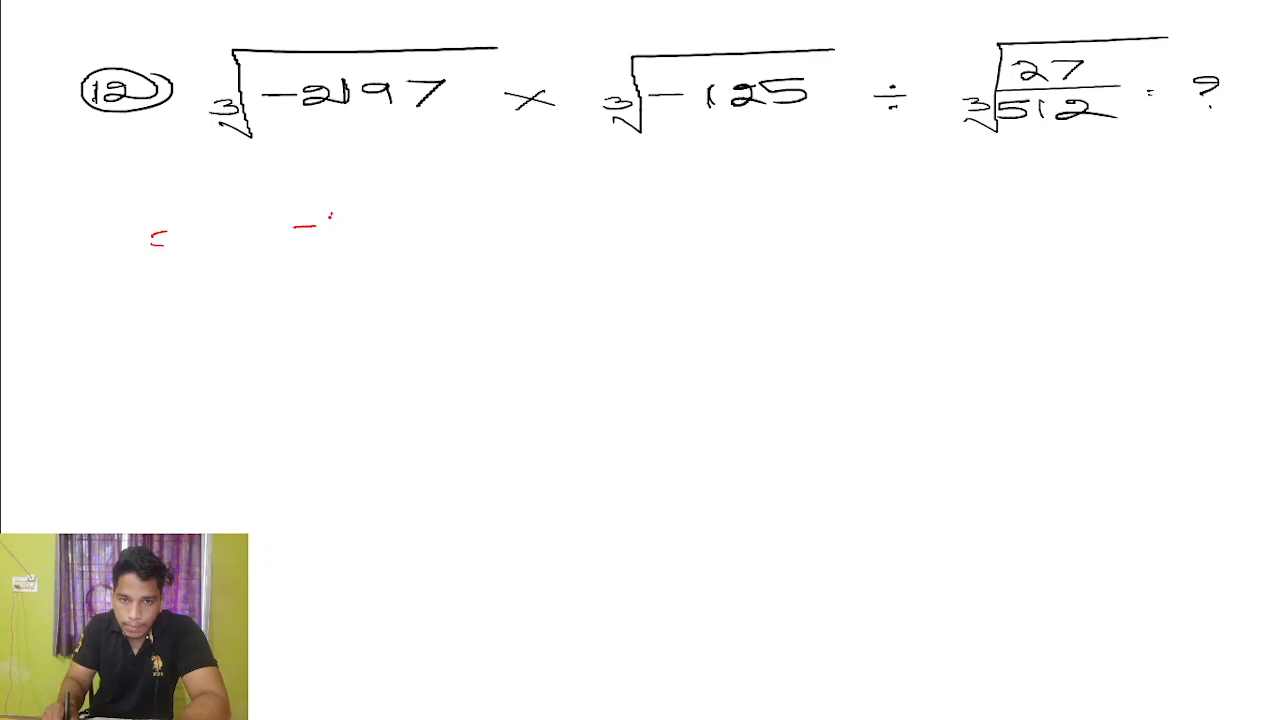 12) ∛-2197 × ∛-125 ÷ ∛27/512 = ?
= -